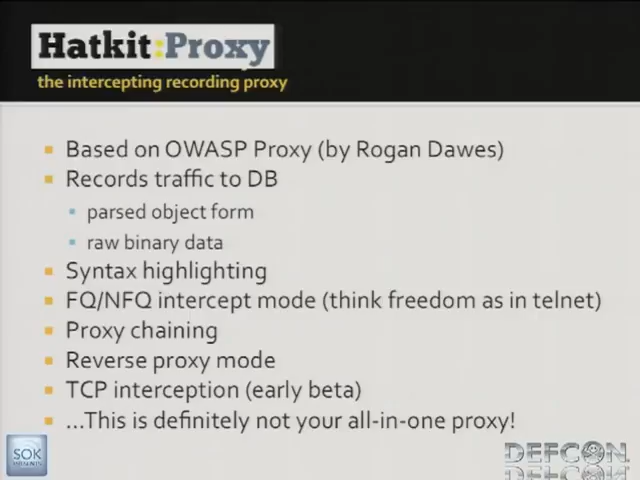 Hatkit:Proxy
the intercepting recording proxy
Based on OWASP Proxy (by Rogan Dawes)
Records traffic to DB
parsed object form
raw binary data
Syntax highlighting
FQ/NFQ intercept mode (think freedom as in telnet)
Proxy chaining
Reverse proxy mode
TCP interception (early beta)
...This is definitely not your all-in-one proxy!
SOK
DEFCON